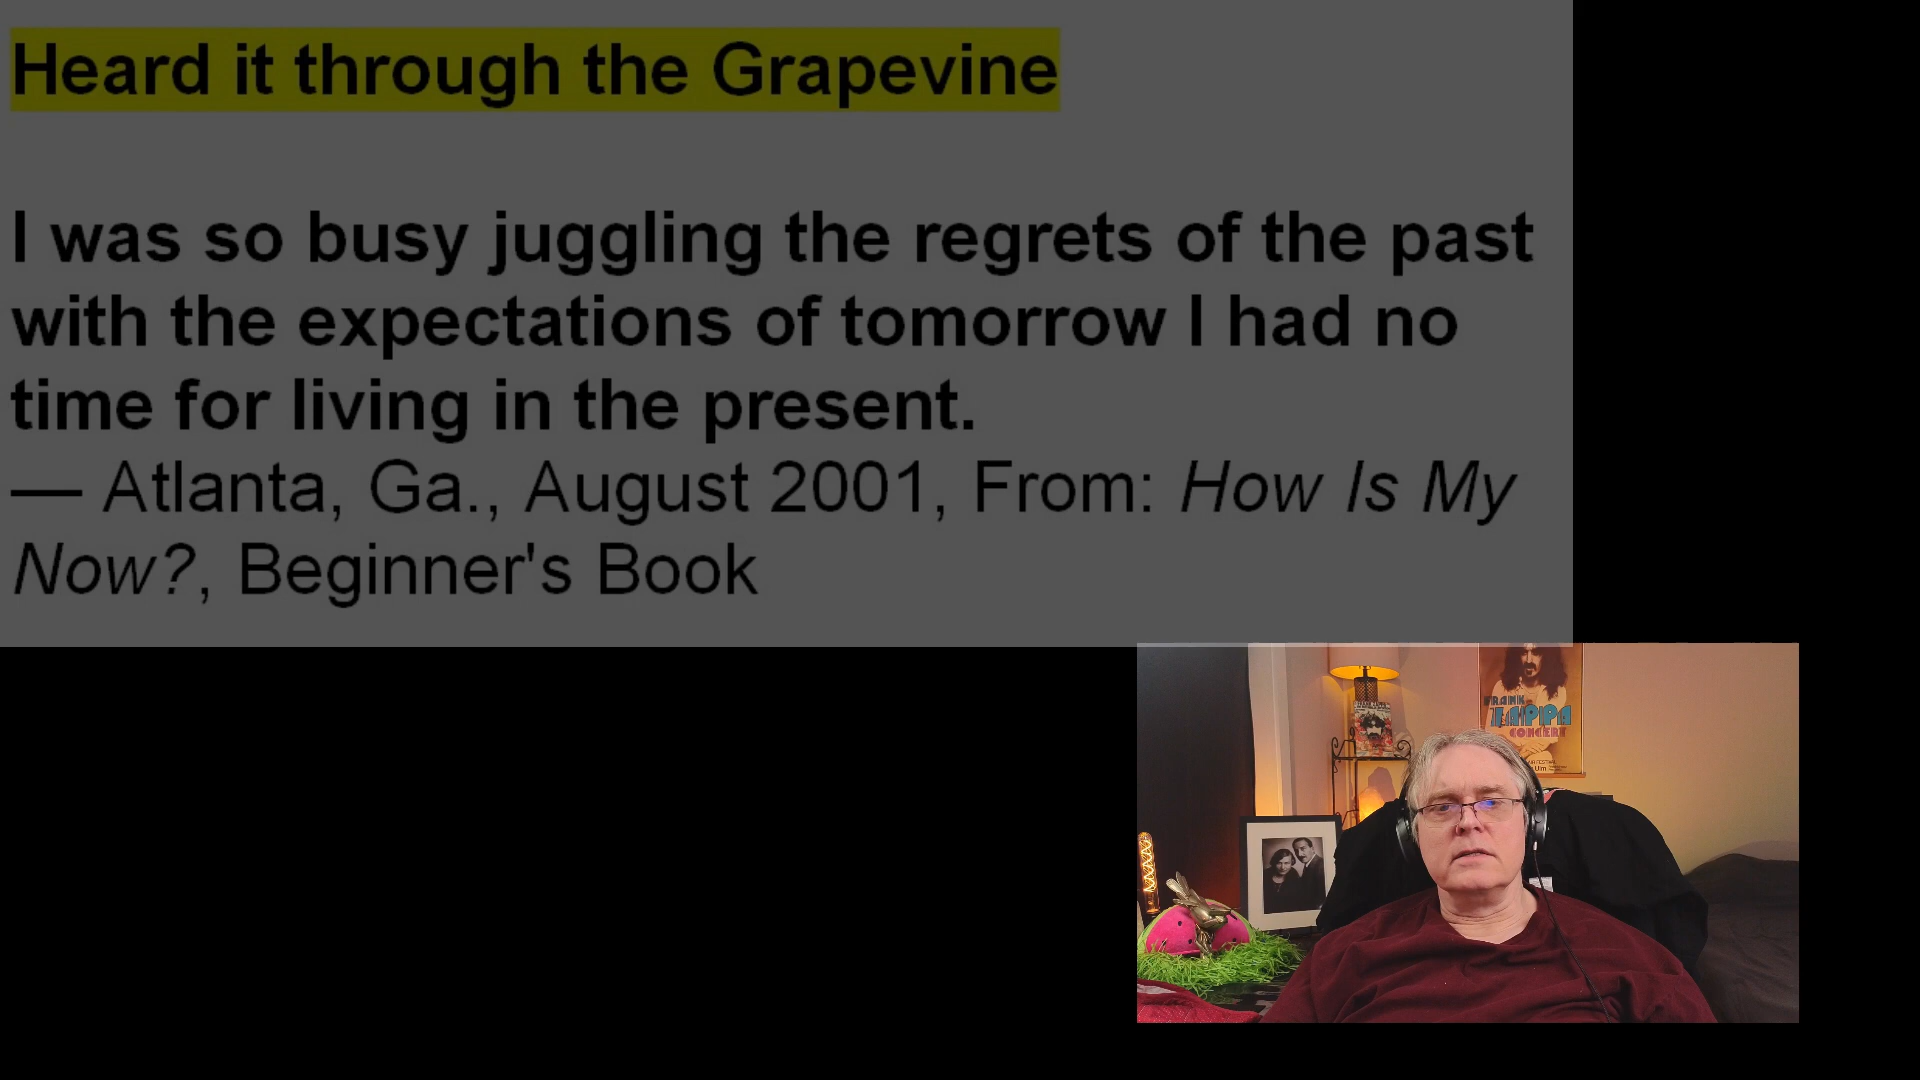 Heard it through the Grapevine
I was so busy juggling the regrets of the past
with the expectations of tomorrow I had no
time for living in the present.
— Atlanta, Ga., August 2001, From: How Is My
Now?, Beginner's Book
FRANK
ZAPPA
CONCERT